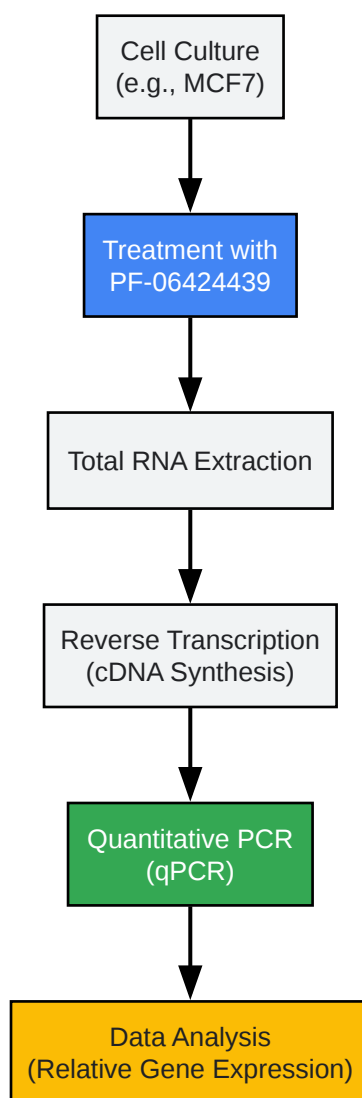 Cell Culture
(e.g., MCF7)
Treatment with
PF-06424439
Total RNA Extraction
Reverse Transcription
(cDNA Synthesis)
Quantitative PCR
(qPCR)
Data Analysis
(Relative Gene Expression)